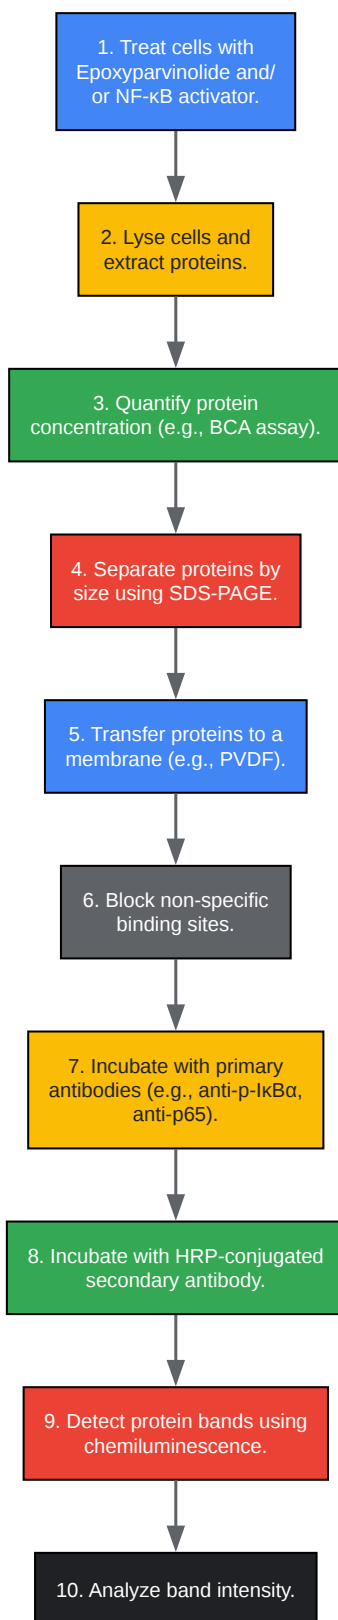 1. Treat cells with
Epoxyparvinolide and/
or NF-κB activator.
2. Lyse cells and
extract proteins.
3. Quantify protein
concentration (e.g., BCA assay).
4. Separate proteins by
size using SDS-PAGE.
5. Transfer proteins to a
membrane (e.g., PVDF).
6. Block non-specific
binding sites.
7. Incubate with primary
antibodies (e.g., anti-p-IκBα,
anti-p65).
8. Incubate with HRP-conjugated
secondary antibody.
9. Detect protein bands using
chemiluminescence.
10. Analyze band intensity.